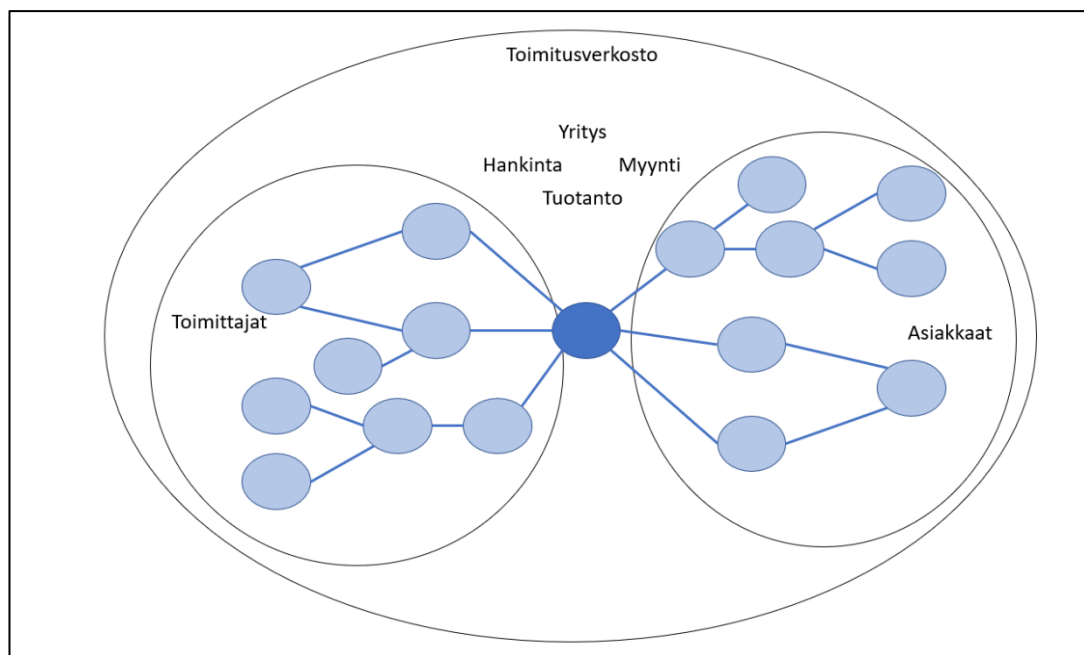 Toimitusverkosto
Yritys
Hankinta Myynti
Tuotanto
Toimittajat
Asiakkaat